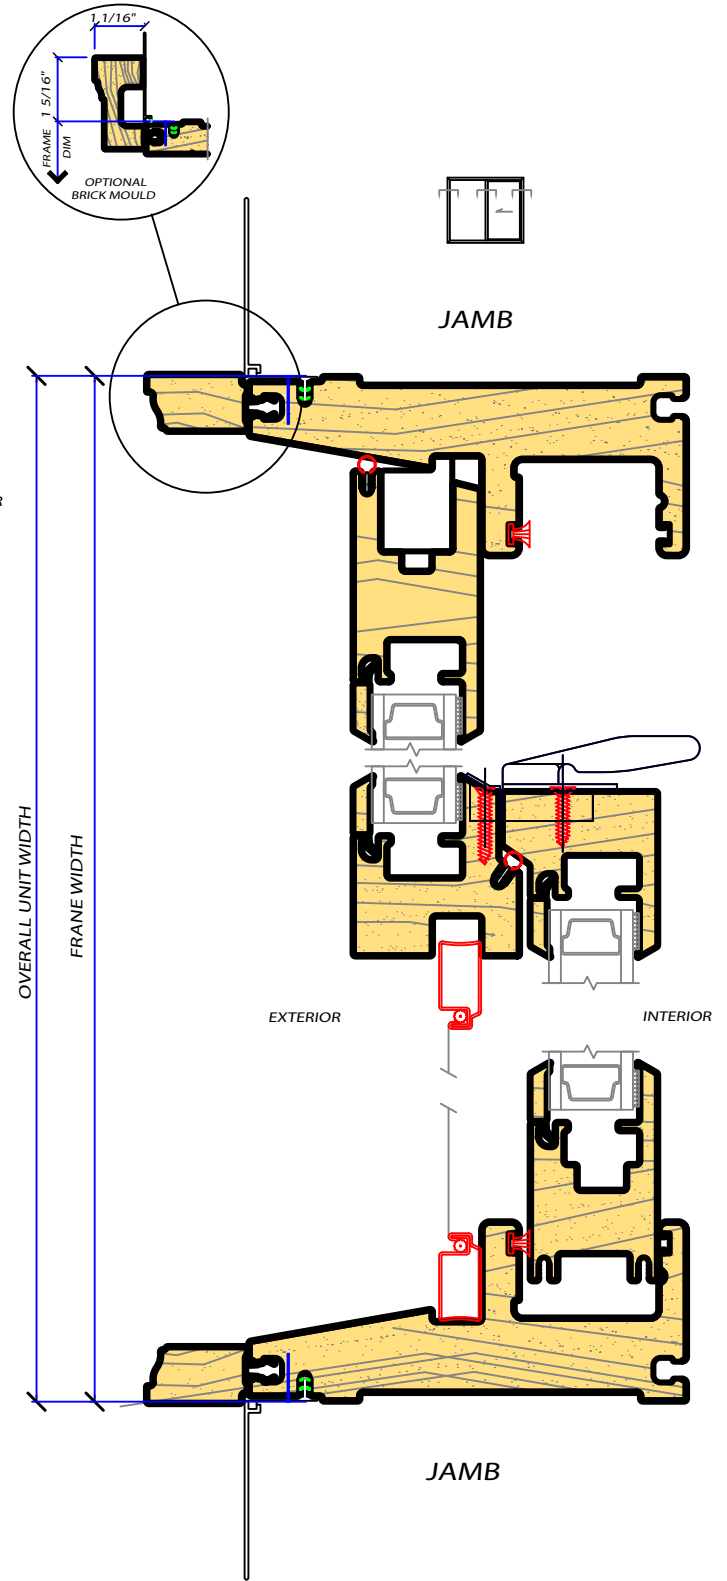 1 1/16"
1 5/16"
FRAME
DIM
OPTIONAL
BRICK MOULD
JAMB
R
OVERALL UNIT WIDTH
FRANE WIDTH
EXTERIOR
INTERIOR
JAMB